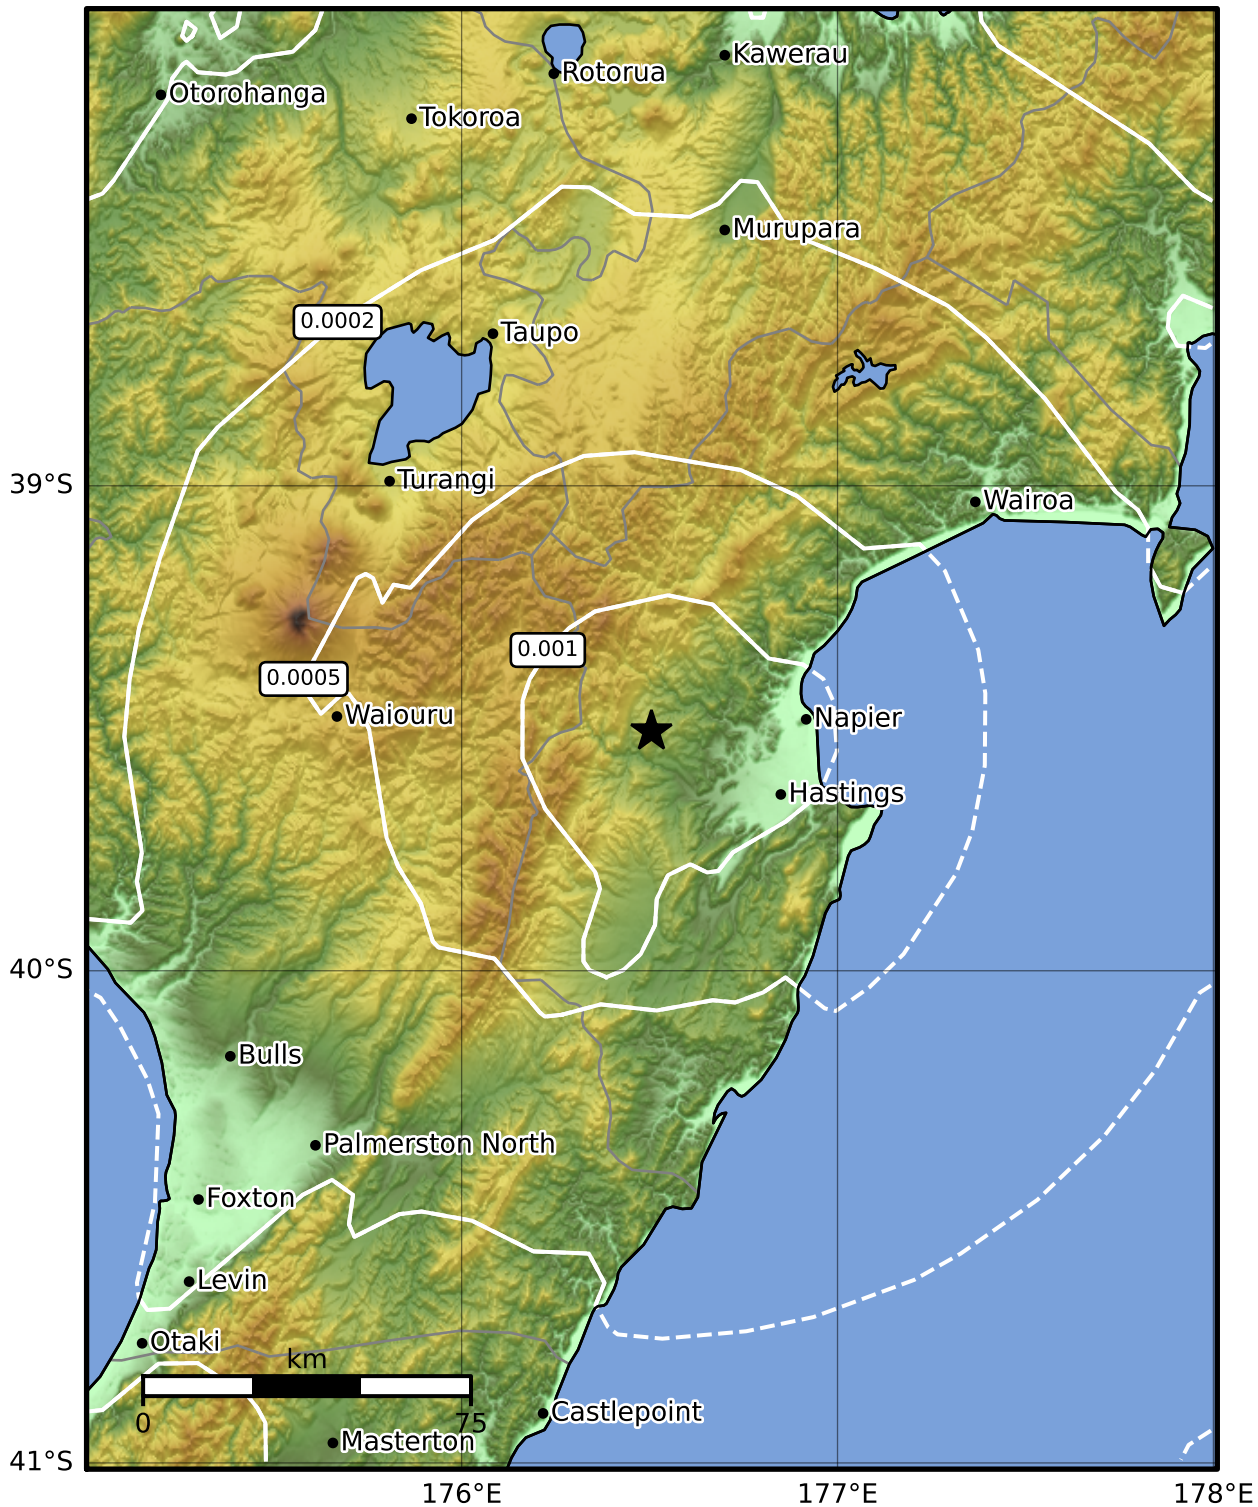 Kawerau
Rotorua
Otorohanga
Tokoroa
Murupara
0.0002
Taupo
Turangi
39°S
Wairoa
0.001
0.0005
Waiouru
Napier
Hastings
40°S
Bulls
Palmerston North
Foxton
Levin
Otaki
km
0
75
Castlepoint
Masterton
41°S
176°E
177°E
178°E